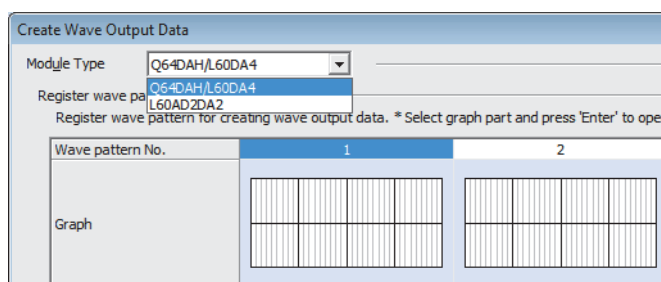 Create Wave Output Data
Module Type Q64DAH/L60DA4
Q64DAH/L60DA4
Register wave pa
L60AD2DA2
Register wave pattern for creating wave output data. * Select graph part and press 'Enter' to ope
Wave pattern No. 1 2
Graph